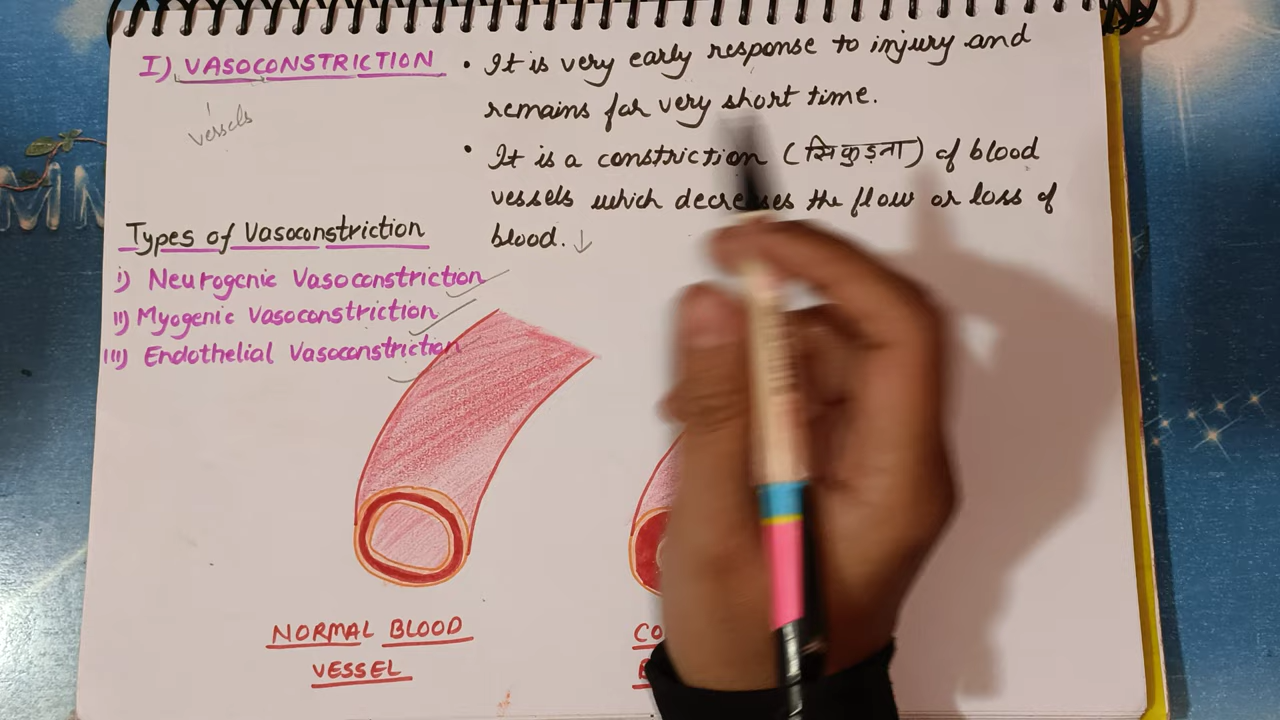 I) VASOCONSTRICTION
vessels
• It is very early response to injury and
remains for very short time.
• It is a constriction (सिकुड़ना) of blood
vessels which decreases the flow or loss of
blood. ↓
Types of Vasoconstriction
i) Neurogenic Vasoconstriction
ii) Myogenic Vasoconstriction
iii) Endothelial Vasoconstriction
NORMAL BLOOD
VESSEL
CO
B